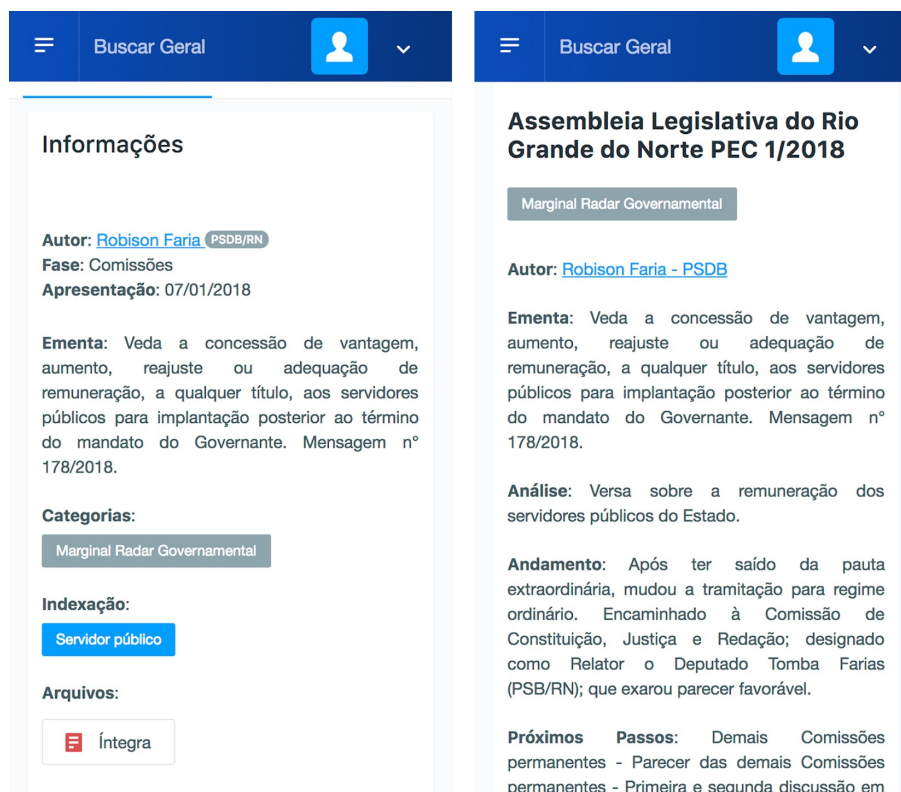 Buscar Geral
Informações
Autor: Robison Faria PSDB/RN
Fase: Comissões
Apresentação: 07/01/2018
Ementa: Veda a concessão de vantagem,
aumento, reajuste ou adequação de
remuneração, a qualquer título, aos servidores
públicos para implantação posterior ao término
do mandato do Governante. Mensagem n°
178/2018.
Categorias:
Marginal Radar Governamental
Indexação:
Servidor público
Arquivos:
Íntegra
Buscar Geral
Assembleia Legislativa do Rio
Grande do Norte PEC 1/2018
Marginal Radar Governamental
Autor: Robison Faria - PSDB
Ementa: Veda a concessão de vantagem,
aumento, reajuste ou adequação de
remuneração, a qualquer título, aos servidores
públicos para implantação posterior ao término
do mandato do Governante. Mensagem n°
178/2018.
Análise: Versa sobre a remuneração dos
servidores públicos do Estado.
Andamento: Após ter saído da pauta
extraordinária, mudou a tramitação para regime
ordinário. Encaminhado à Comissão de
Constituição, Justiça e Redação; designado
como Relator o Deputado Tomba Farias
(PSB/RN); que exarou parecer favorável.
Próximos Passos: Demais Comissões
permanentes - Parecer das demais Comissões
permanentes - Primeira e segunda discussão em